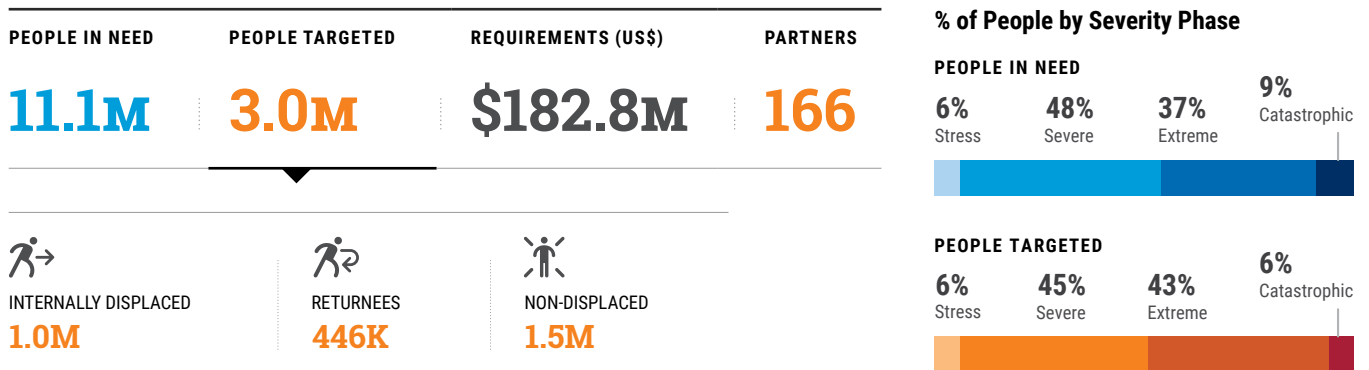 PEOPLE IN NEED
PEOPLE TARGETED
REQUIREMENTS (US$)
PARTNERS
11.1M
3.0M
$182.8M
166
INTERNALLY DISPLACED
1.0M
RETURNEES
446K
NON-DISPLACED
1.5M
% of People by Severity Phase
PEOPLE IN NEED
6%
Stress
48%
Severe
37%
Extreme
9%
Catastrophic
PEOPLE TARGETED
6%
Stress
45%
Severe
43%
Extreme
6%
Catastrophic